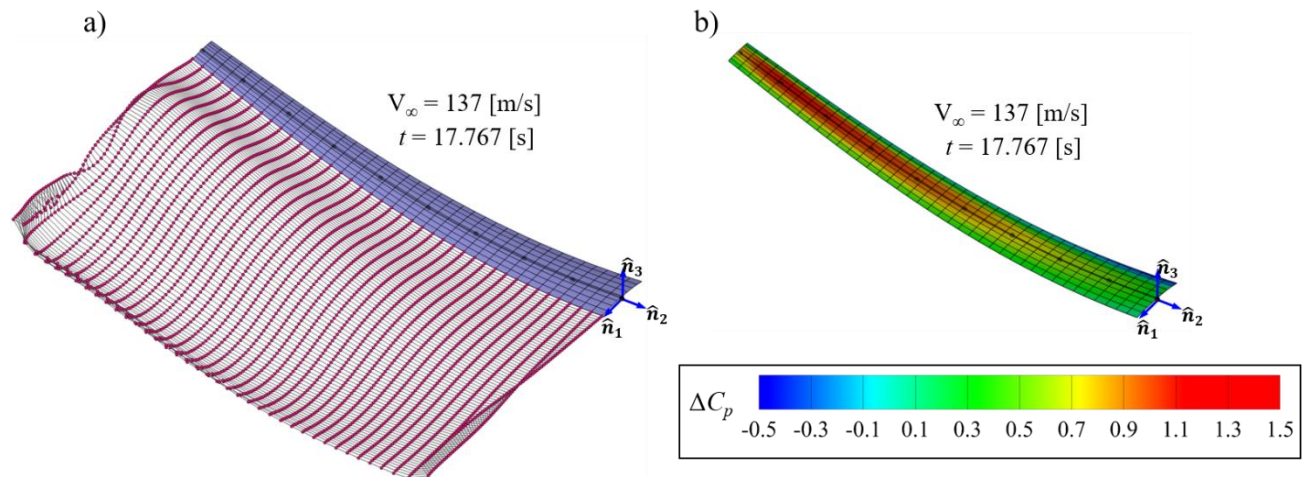 a)
V∞ = 137 [m/s]
t = 17.767 [s]
n̂₃
n̂₂
n̂₁
b)
V∞ = 137 [m/s]
t = 17.767 [s]
n̂₃
n̂₂
n̂₁
ΔCₚ
-0.5 -0.3 -0.1 0.1 0.3 0.5 0.7 0.9 1.1 1.3 1.5